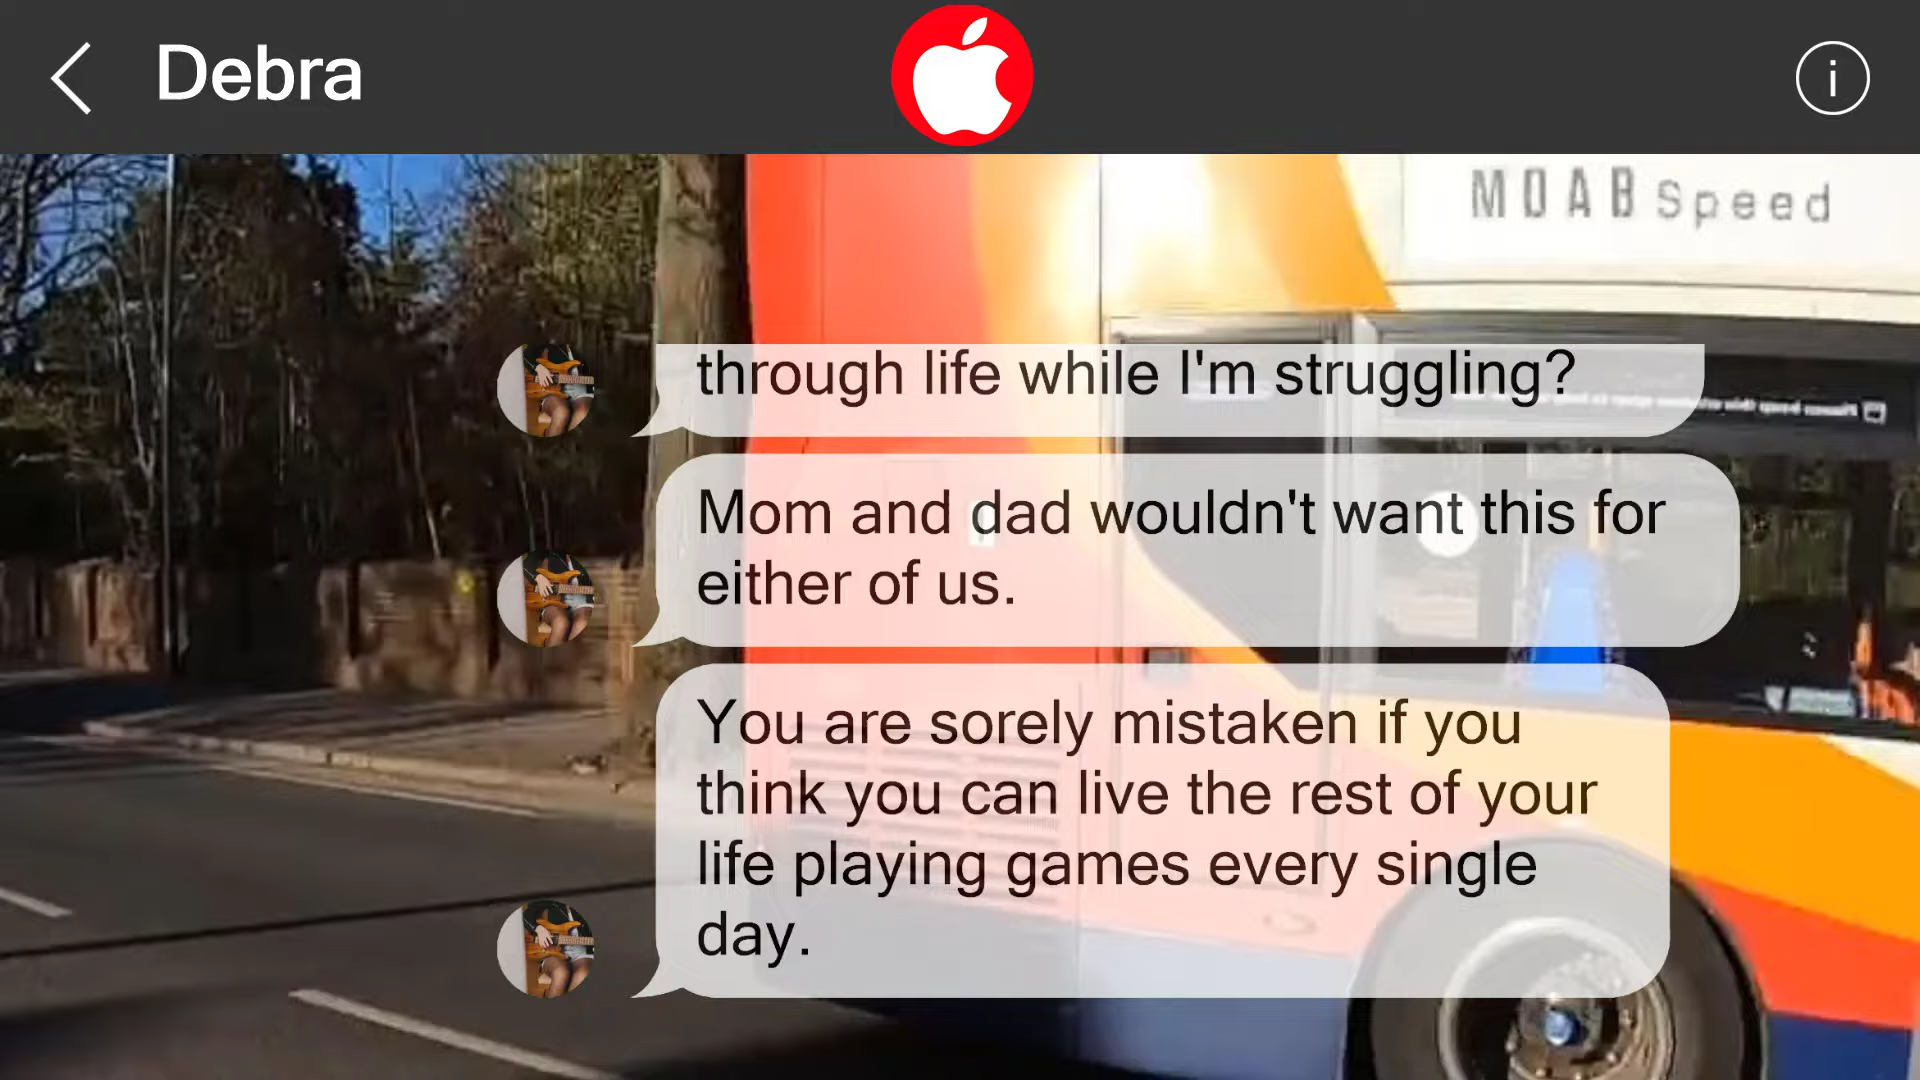 Debra
i
MOAB Speed
through life while I'm struggling?
Mom and dad wouldn't want this for
either of us.
You are sorely mistaken if you
think you can live the rest of your
life playing games every single
day.